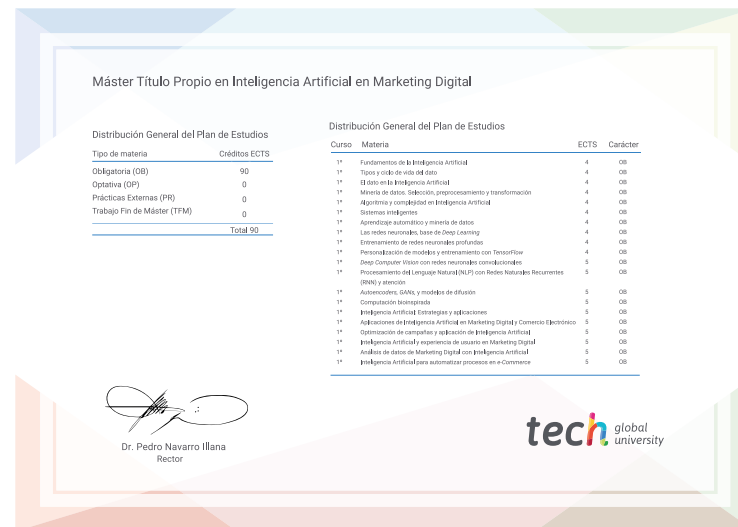 Máster Título Propio en Inteligencia Artificial en Marketing Digital
Distribución General del Plan de Estudios
Tipo de materia Créditos ECTS
Obligatoria (OB) 90
Optativa (OP) 0
Prácticas Externas (PR) 0
Trabajo Fin de Máster (TFM) 0
Total 90
Distribución General del Plan de Estudios
Curso Materia ECTS Carácter
1º Fundamentos de la Inteligencia Artificial 4 OB
1º Tipos y ciclo de vida del dato 4 OB
1º El dato en la Inteligencia Artificial 4 OB
1º Minería de datos. Selección, preprocesamiento y transformación 4 OB
1º Algoritmia y complejidad en Inteligencia Artificial 4 OB
1º Sistemas inteligentes 4 OB
1º Aprendizaje automático y minería de datos 4 OB
1º Las redes neuronales, base de Deep Learning 4 OB
1º Entrenamiento de redes neuronales profundas 4 OB
1º Personalización de modelos y entrenamiento con TensorFlow 4 OB
1º Deep Computer Vision con redes neuronales convolucionales 5 OB
1º Procesamiento del Lenguaje Natural (NLP) con Redes Naturales Recurrentes 5 OB
(RNN) y atención
1º Autoencoders, GANs, y modelos de difusión 5 OB
1º Computación bioinspirada 5 OB
1º Inteligencia Artificial: Estrategias y aplicaciones 5 OB
1º Aplicaciones de Inteligencia Artificial en Marketing Digital y Comercio Electrónico 5 OB
1º Optimización de campañas y aplicación de Inteligencia Artificial 5 OB
1º Inteligencia Artificial y experiencia de usuario en Marketing Digital 5 OB
1º Análisis de datos de Marketing Digital con Inteligencia Artificial 5 OB
1º Inteligencia Artificial para automatizar procesos en e-Commerce 5 OB
Dr. Pedro Navarro Illana
Rector
tech global
university